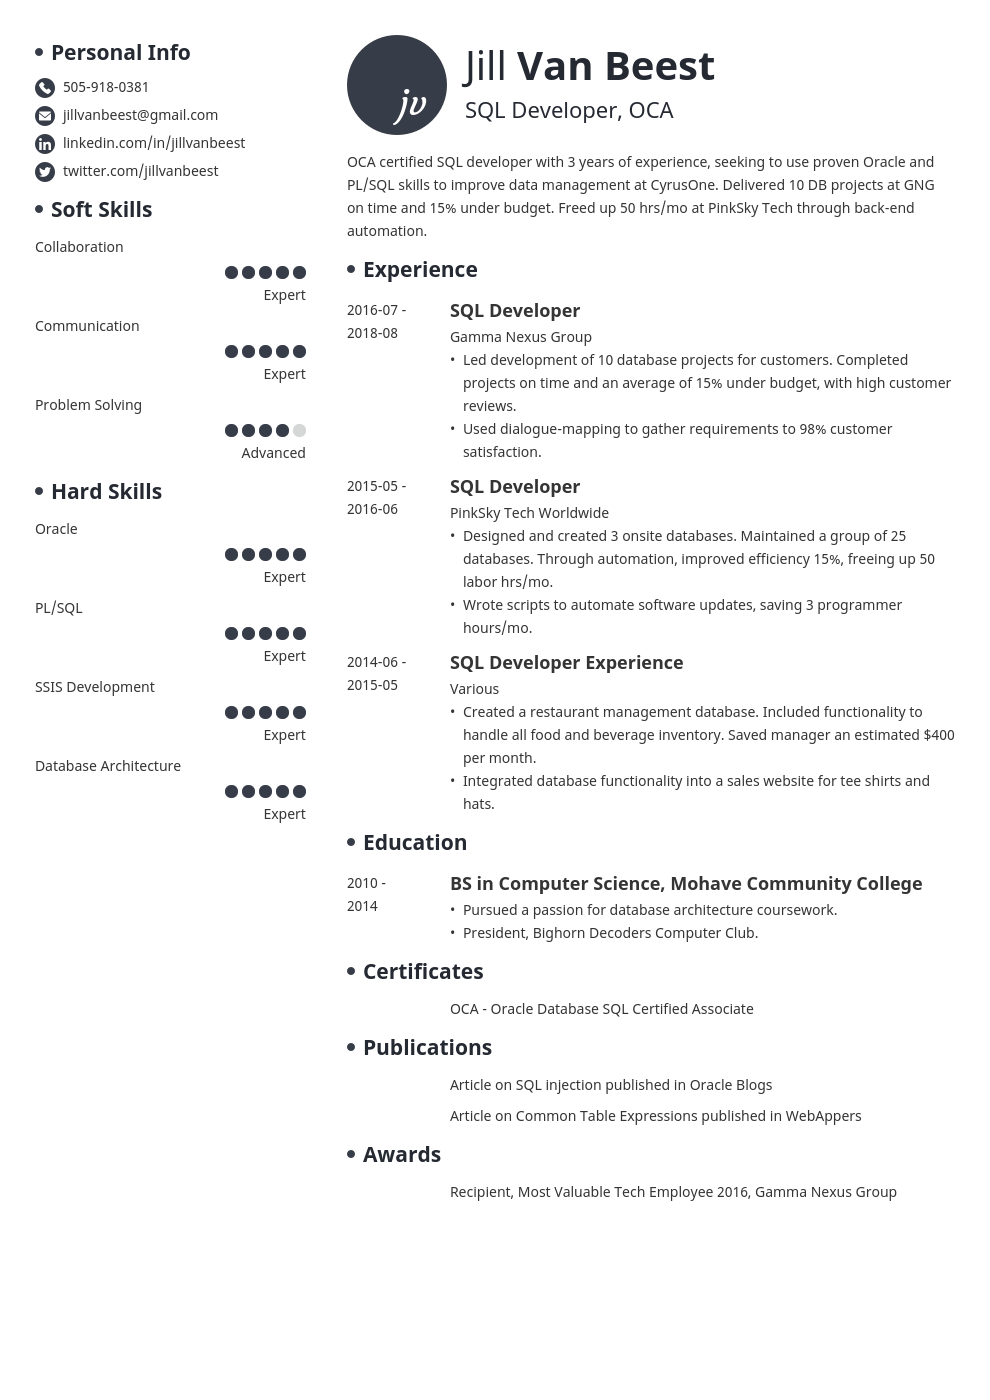 Personal Info
505-918-0381
jillvanbeest@gmail.com
linkedin.com/in/jillvanbeest
twitter.com/jillvanbeest
Soft Skills
Collaboration
Expert
Communication
Expert
Problem Solving
Advanced
Hard Skills
Oracle
Expert
PL/SQL
Expert
SSIS Development
Expert
Database Architecture
Expert
jv
Jill Van Beest
SQL Developer, OCA
OCA certified SQL developer with 3 years of experience, seeking to use proven Oracle and
PL/SQL skills to improve data management at CyrusOne. Delivered 10 DB projects at GNG
on time and 15% under budget. Freed up 50 hrs/mo at PinkSky Tech through back-end
automation.
Experience
2016-07 -
2018-08
SQL Developer
Gamma Nexus Group
• Led development of 10 database projects for customers. Completed
projects on time and an average of 15% under budget, with high customer
reviews.
• Used dialogue-mapping to gather requirements to 98% customer
satisfaction.
2015-05 -
2016-06
SQL Developer
PinkSky Tech Worldwide
• Designed and created 3 onsite databases. Maintained a group of 25
databases. Through automation, improved efficiency 15%, freeing up 50
labor hrs/mo.
• Wrote scripts to automate software updates, saving 3 programmer
hours/mo.
2014-06 -
2015-05
SQL Developer Experience
Various
• Created a restaurant management database. Included functionality to
handle all food and beverage inventory. Saved manager an estimated $400
per month.
• Integrated database functionality into a sales website for tee shirts and
hats.
Education
2010 -
2014
BS in Computer Science, Mohave Community College
• Pursued a passion for database architecture coursework.
• President, Bighorn Decoders Computer Club.
Certificates
OCA - Oracle Database SQL Certified Associate
Publications
Article on SQL injection published in Oracle Blogs
Article on Common Table Expressions published in WebAppers
Awards
Recipient, Most Valuable Tech Employee 2016, Gamma Nexus Group